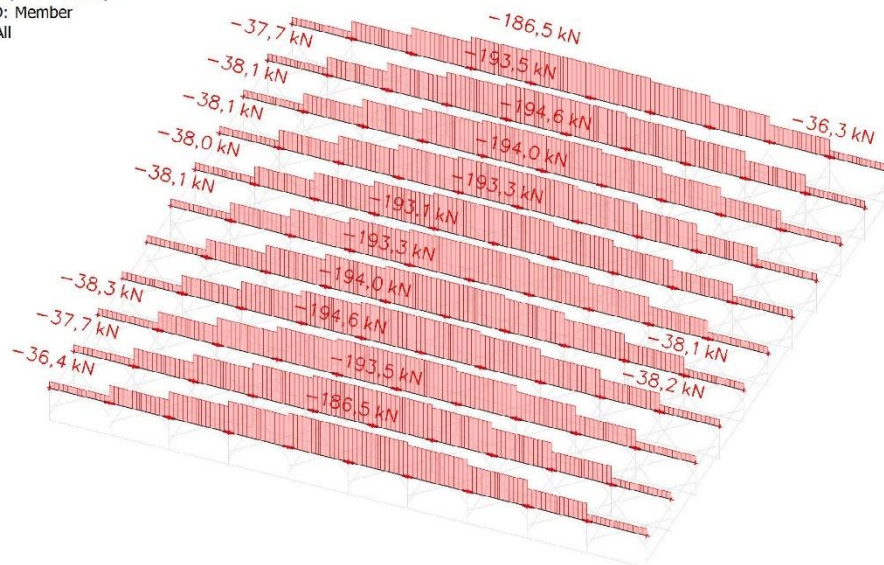 D: Member
All
-186,5 kN
-37,7 kN
-193,5 kN
-38,1 kN
-194,6 kN
-36,3 kN
-38,1 kN
-194,0 kN
-38,0 kN
-193,3 kN
-38,1 kN
-193,1 kN
-193,3 kN
-194,0 kN
-38,3 kN
-194,6 kN
-38,1 kN
-37,7 kN
-193,5 kN
-38,2 kN
-36,4 kN
-186,5 kN